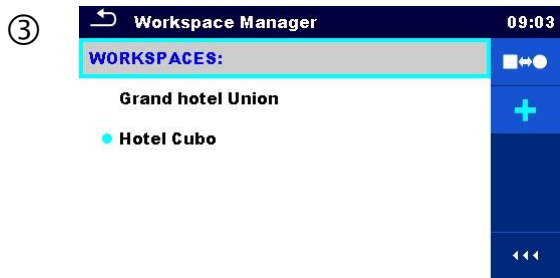 ③
Workspace Manager 09:03
WORKSPACES:
Grand hotel Union
Hotel Cubo